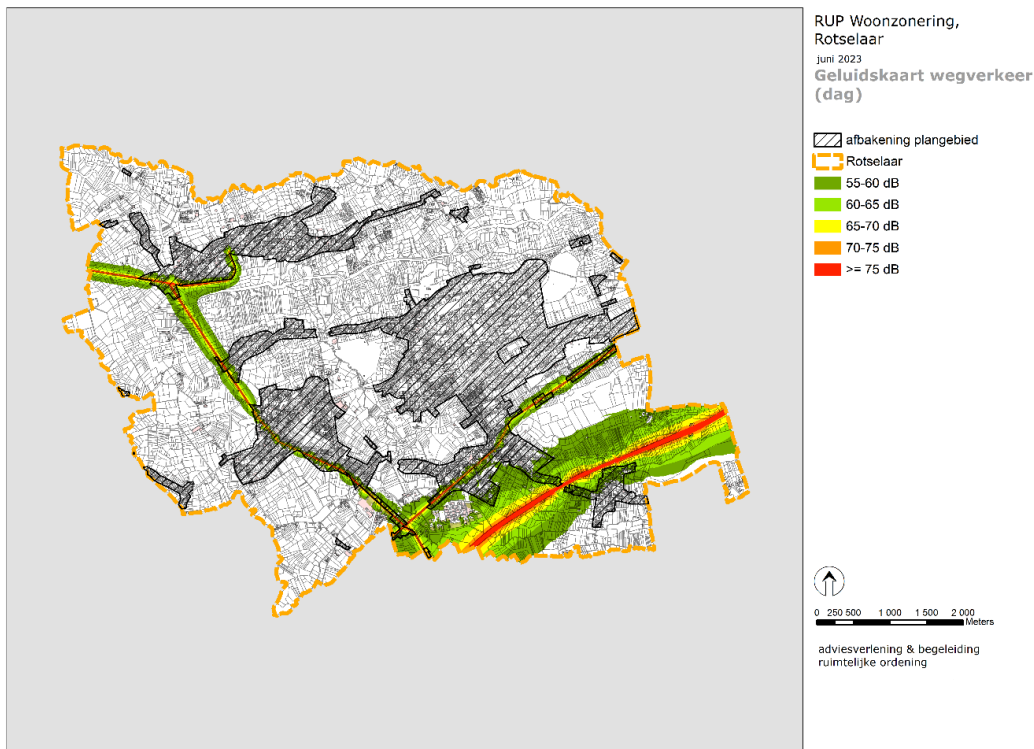 RUP Woonzonering,
Rotselaar
juni 2023
Geluidskaart wegverkeer
(dag)
afbakening plangebied
Rotselaar
55-60 dB
60-65 dB
65-70 dB
70-75 dB
>= 75 dB
0 250 500 1 000 1 500 2 000
Meters
adviesverlening & begeleiding
ruimtelijke ordening